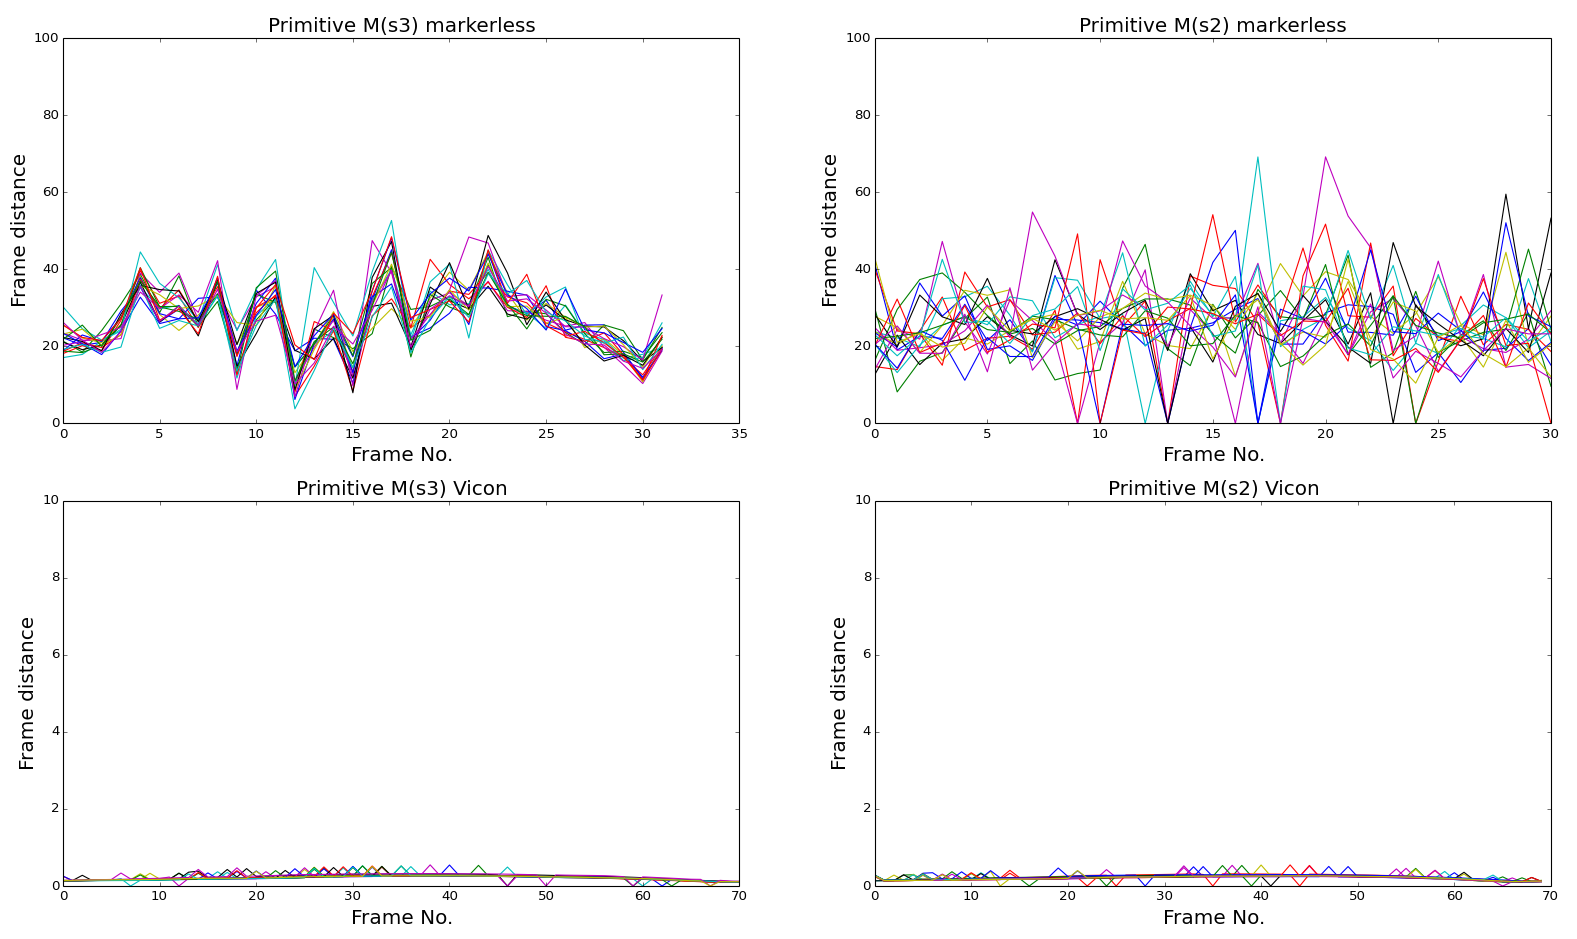 Primitive M(s3) markerless
100
80
60
40
20
0
Frame distance
0 5 10 15 20 25 30 35
Frame No.
Primitive M(s2) markerless
100
80
60
40
20
0
Frame distance
0 5 10 15 20 25 30
Frame No.
Primitive M(s3) Vicon
10
8
6
4
2
0
Frame distance
0 10 20 30 40 50 60 70
Frame No.
Primitive M(s2) Vicon
10
8
6
4
2
0
Frame distance
0 10 20 30 40 50 60 70
Frame No.